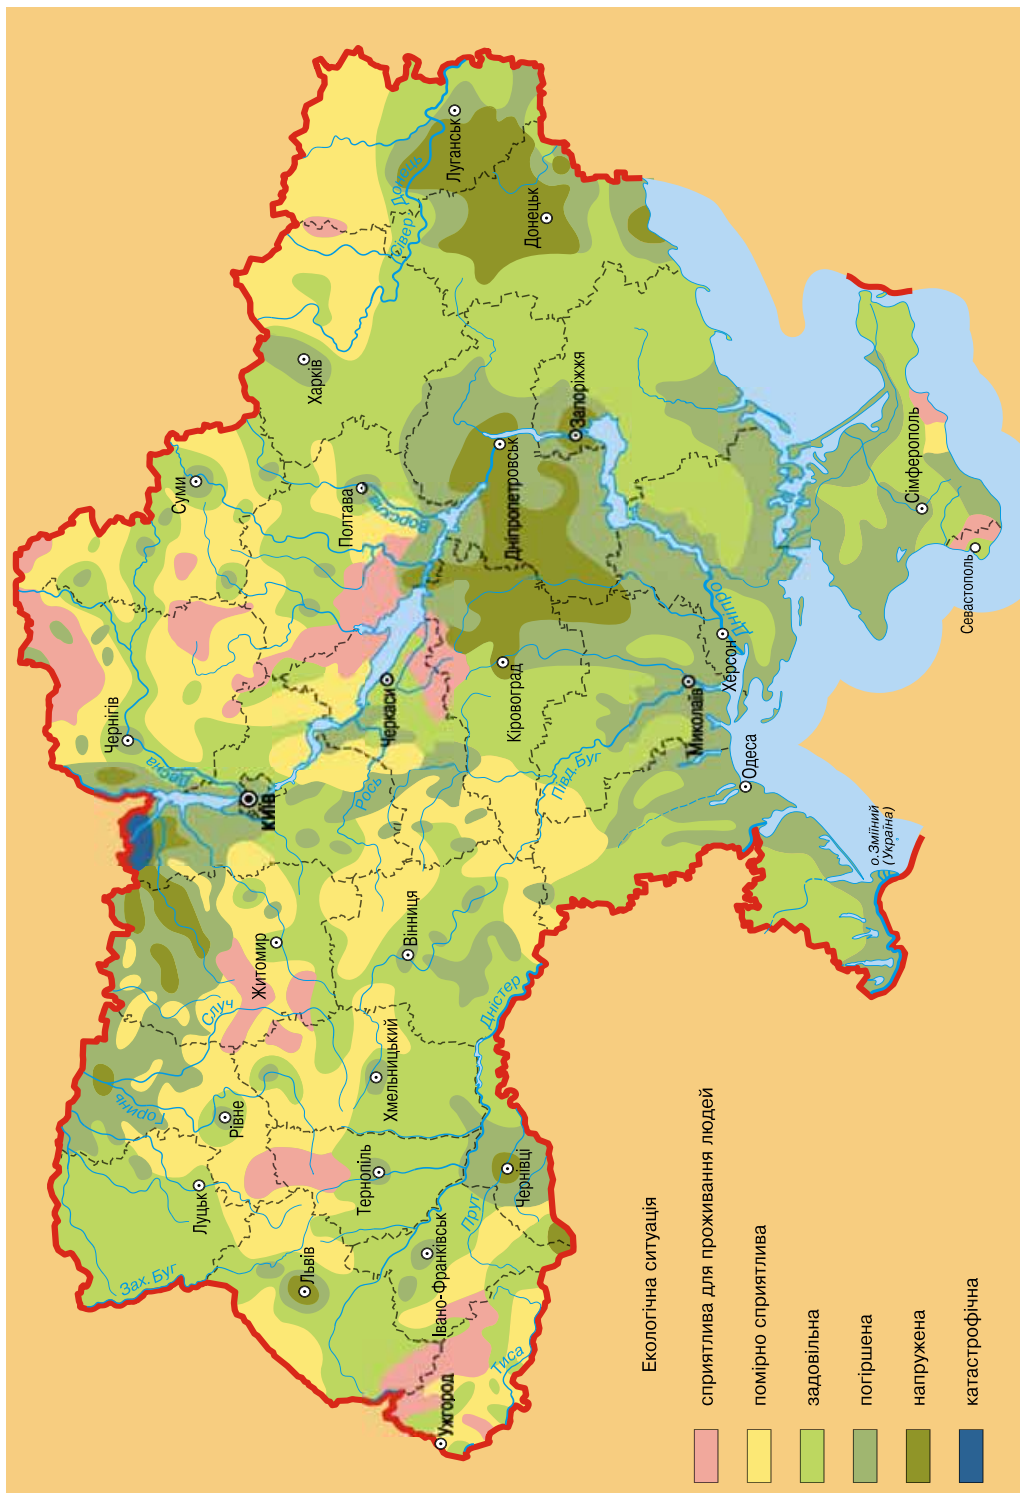 Луцьк
Рівне
Житомир
КИЇВ
Чернігів
Суми
Харків
Полтава
Луганськ
Донецьк
Запоріжжя
Дніпропетровськ
Черкаси
Кіровоград
Вінниця
Хмельницький
Тернопіль
Львів
Івано-Франківськ
Ужгород
Чернівці
Миколаїв
Херсон
Одеса
Сімферополь
Севастополь
о. Зміїний
(Україна)
Зах. Буг
Горинь
Случ
Десна
Рось
Ворскла
Сівер
Донець
Дніпро
Півд. Буг
Дністер
Прут
Тиса
Екологічна ситуація
сприятлива для проживання людей
помірно сприятлива
задовільна
погіршена
напружена
катастрофічна